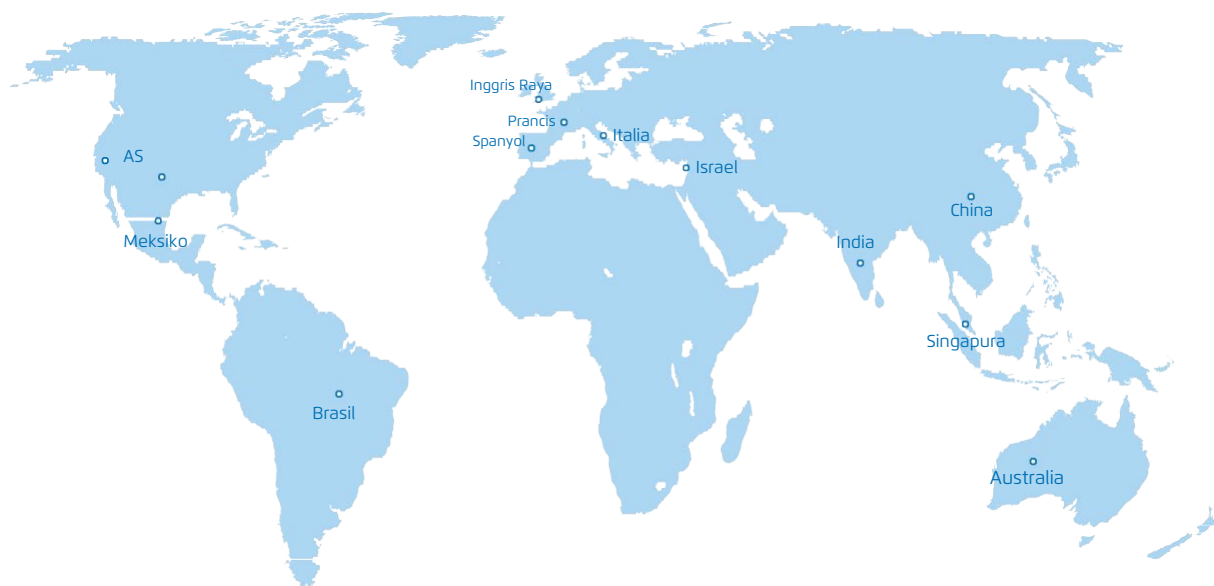 Inggris Raya
Prancis
Italia
Spanyol
AS
Israel
China
Meksiko
India
Singapura
Brasil
Australia